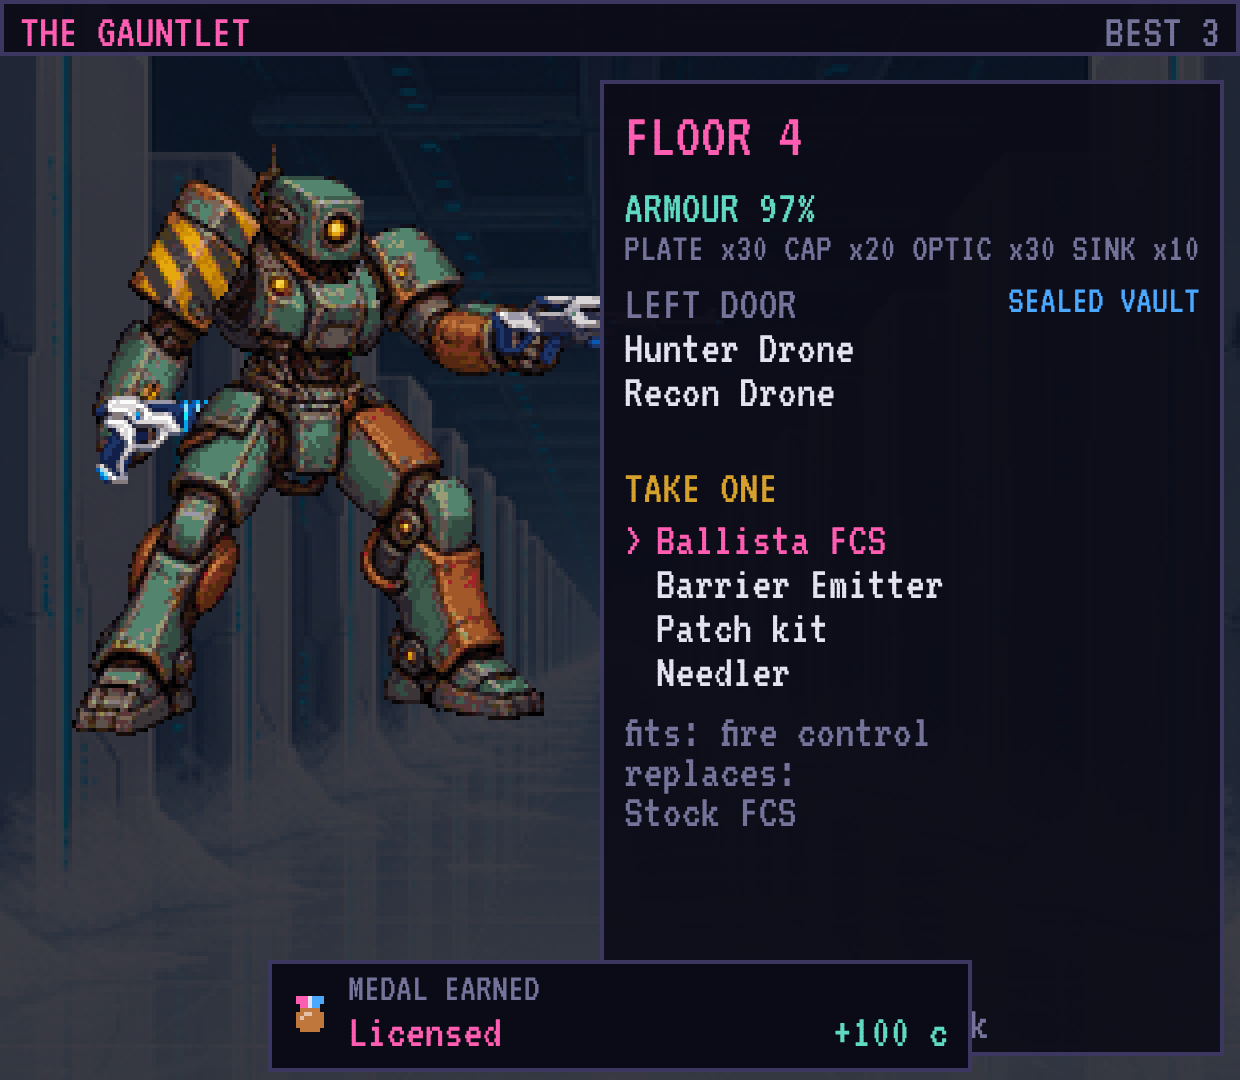 THE GAUNTLET
BEST 3
FLOOR 4
ARMOUR 97%
PLATE x30 CAP x20 OPTIC x30 SINK x10
LEFT DOOR
SEALED VAULT
Hunter Drone
Recon Drone
TAKE ONE
> Ballista FCS
Barrier Emitter
Patch kit
Needler
fits: fire control
replaces:
Stock FCS
MEDAL EARNED
Licensed
+100 c